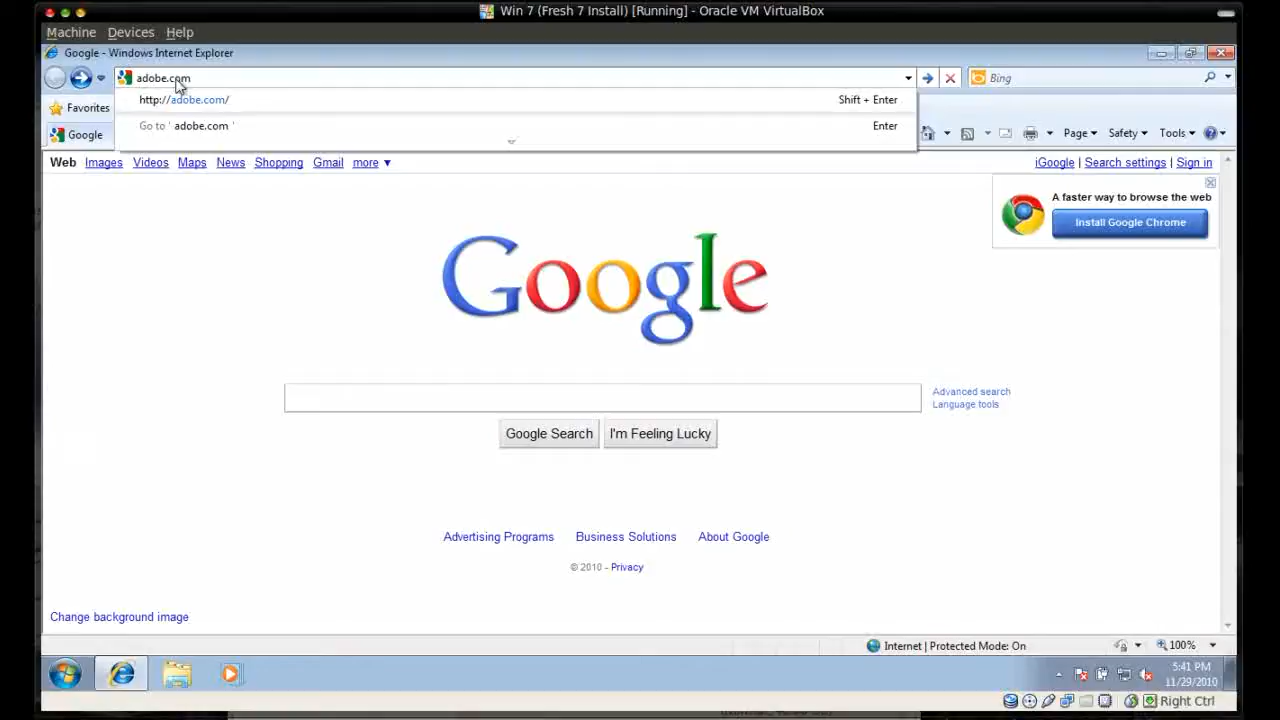 Win 7 (Fresh 7 Install) [Running] - Oracle VM VirtualBox
Machine Devices Help
Google - Windows Internet Explorer
adobe.com
Bing
http://adobe.com/ Shift + Enter
Favorites
Go to ' adobe.com ' Enter
Google
Page Safety Tools
Web Images Videos Maps News Shopping Gmail more ▼
iGoogle | Search settings | Sign in
A faster way to browse the web
Install Google Chrome
Google
Advanced search
Language tools
Google Search I'm Feeling Lucky
Advertising Programs Business Solutions About Google
© 2010 - Privacy
Change background image
Internet | Protected Mode: On
100%
5:41 PM
11/29/2010
Right Ctrl